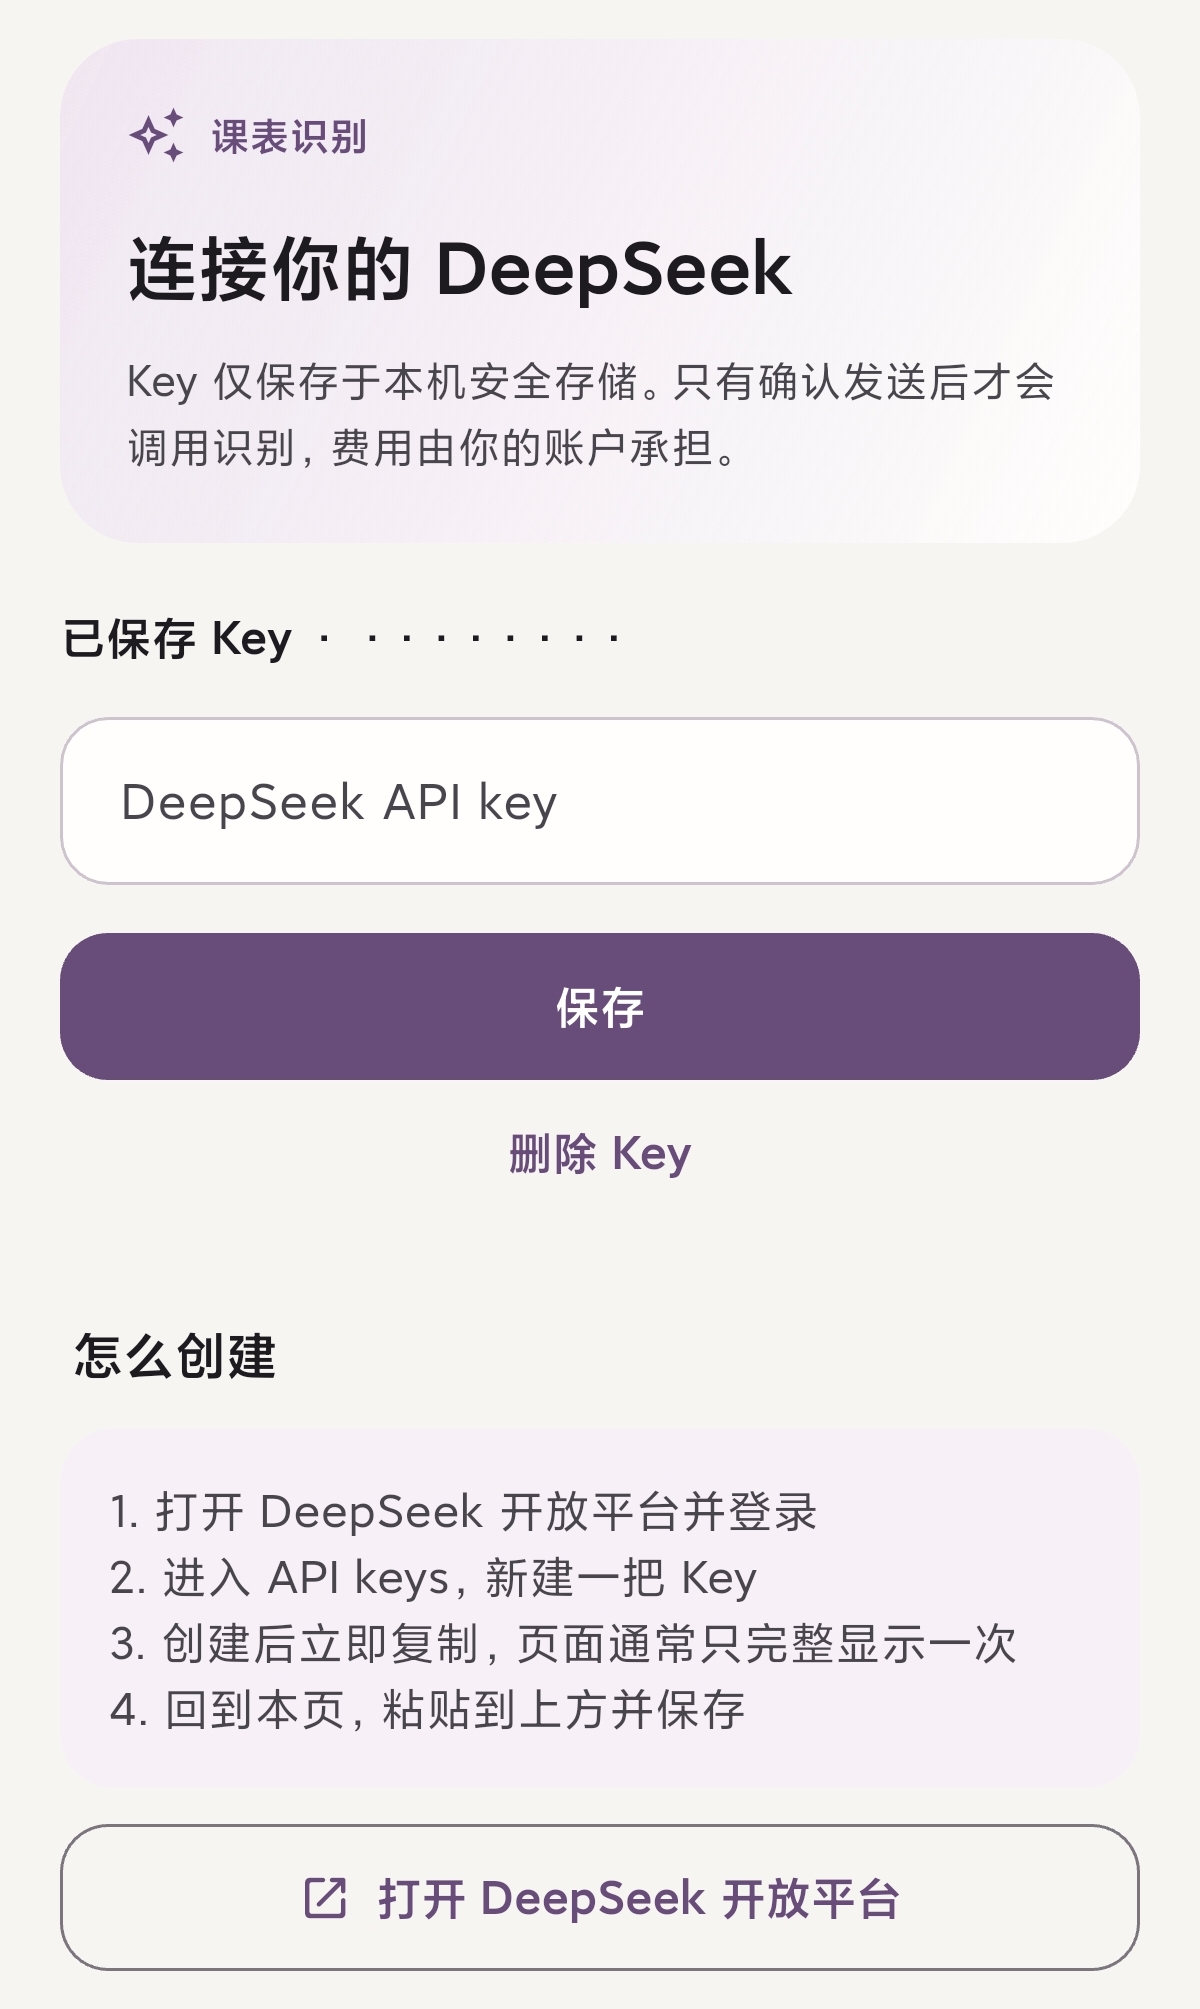 课表识别
连接你的 DeepSeek
Key 仅保存于本机安全存储。只有确认发送后才会
调用识别，费用由你的账户承担。
已保存 Key · ········
DeepSeek API key
保存
删除 Key
怎么创建
1. 打开 DeepSeek 开放平台并登录
2. 进入 API keys，新建一把 Key
3. 创建后立即复制，页面通常只完整显示一次
4. 回到本页，粘贴到上方并保存
打开 DeepSeek 开放平台